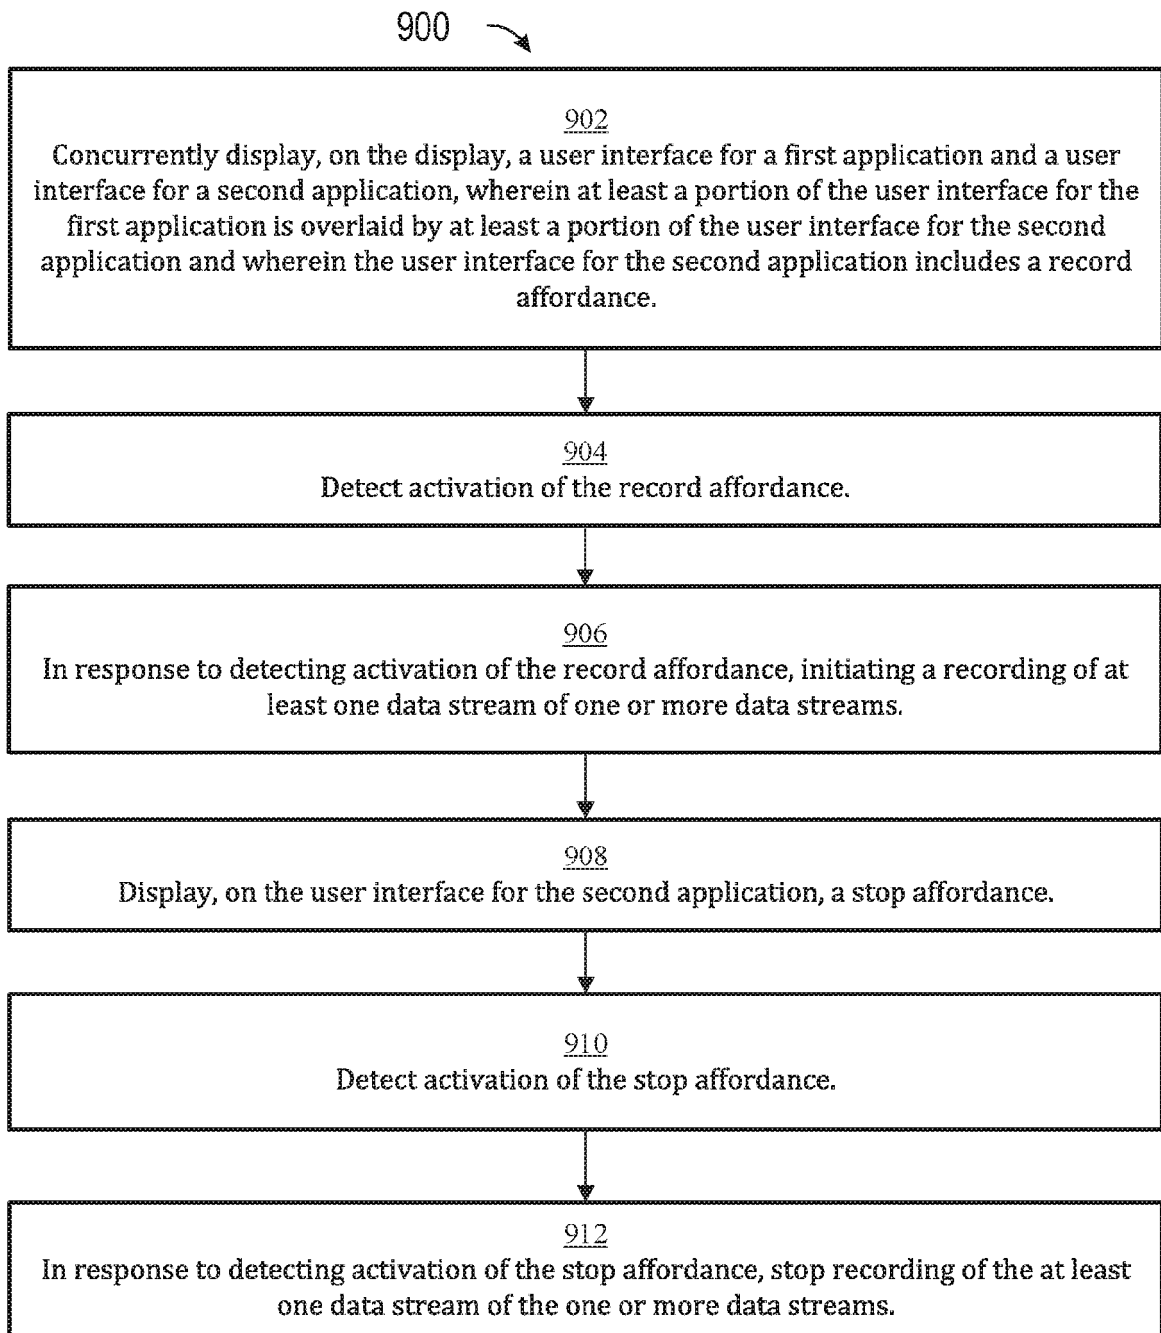 900
902
Concurrently display, on the display, a user interface for a first application and a user
interface for a second application, wherein at least a portion of the user interface for the
first application is overlaid by at least a portion of the user interface for the second
application and wherein the user interface for the second application includes a record
affordance.
904
Detect activation of the record affordance.
906
In response to detecting activation of the record affordance, initiating a recording of at
least one data stream of one or more data streams.
908
Display, on the user interface for the second application, a stop affordance.
910
Detect activation of the stop affordance.
912
In response to detecting activation of the stop affordance, stop recording of the at least
one data stream of the one or more data streams.